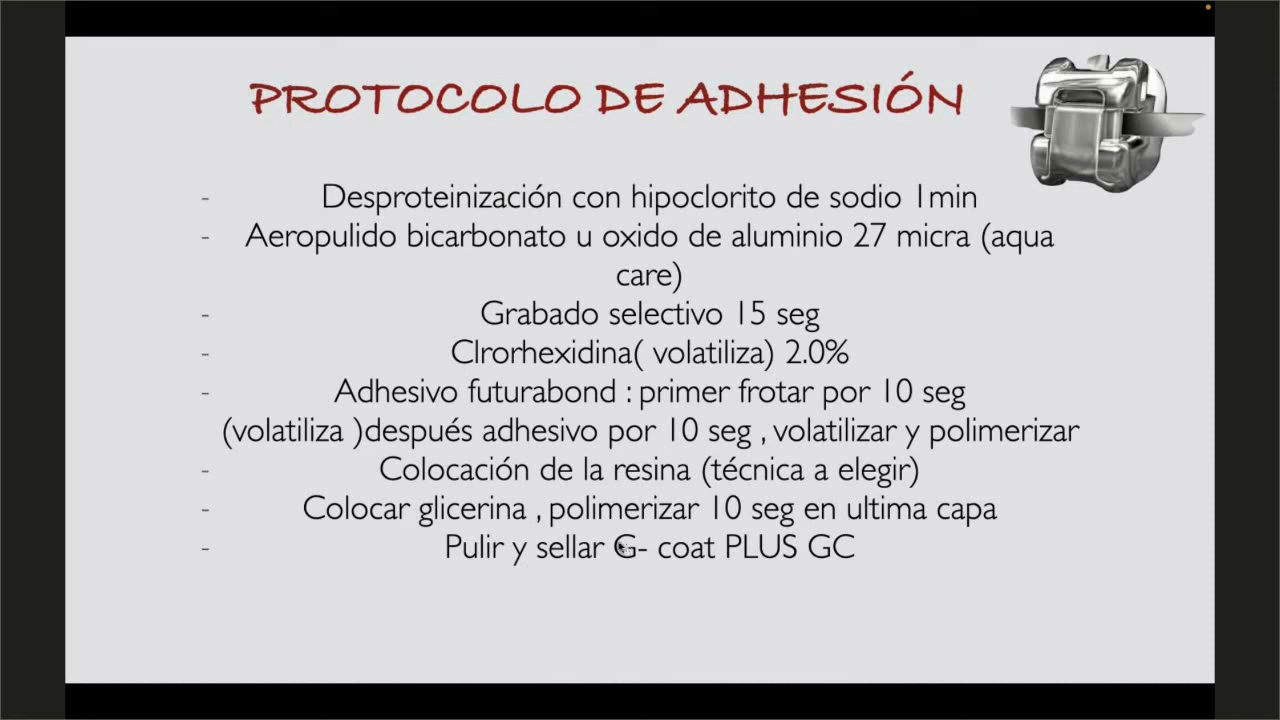 PROTOCOLO DE ADHESIÓN
- Desproteinización con hipoclorito de sodio 1min
- Aeropulido bicarbonato u oxido de aluminio 27 micra (aqua
care)
- Grabado selectivo 15 seg
- Clrorhexidina( volatiliza) 2.0%
- Adhesivo futurabond : primer frotar por 10 seg
(volatiliza )después adhesivo por 10 seg , volatilizar y polimerizar
- Colocación de la resina (técnica a elegir)
- Colocar glicerina , polimerizar 10 seg en ultima capa
- Pulir y sellar G- coat PLUS GC